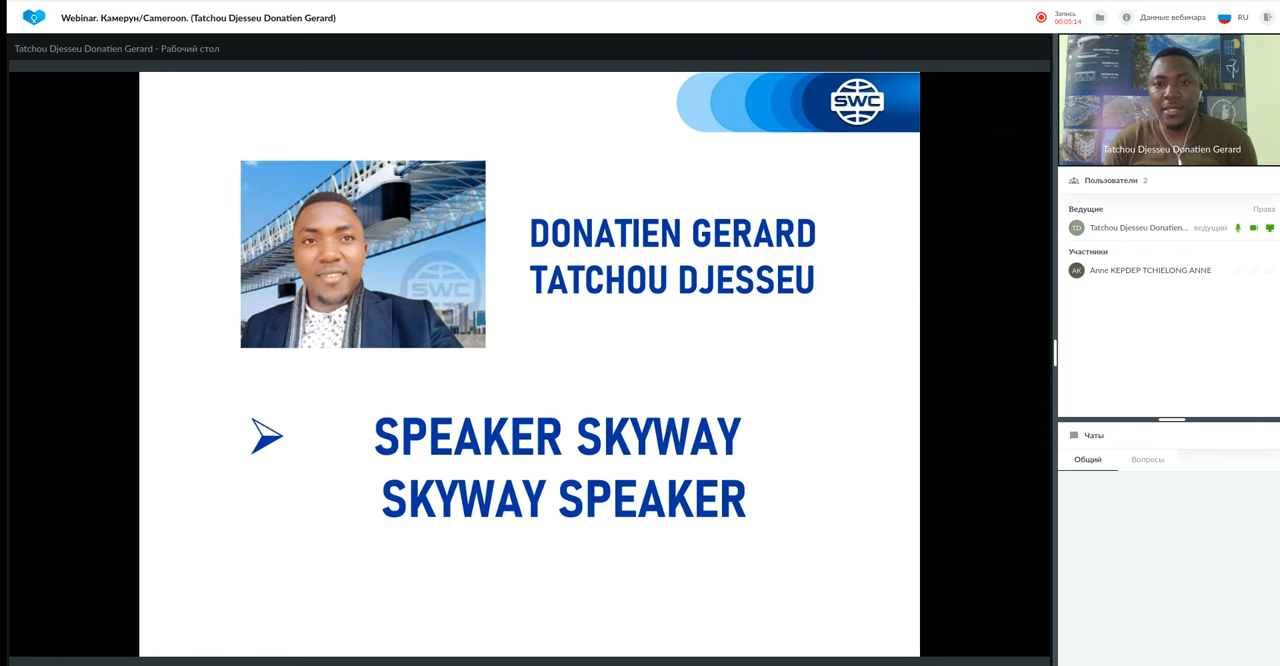 Webinar. Камерун/Cameroon. (Tatchou Djesseu Donatien Gerard)
Запись
00:05:14
Данные вебинара
RU
Tatchou Djesseu Donatien Gerard - Рабочий стол
SWC
DONATIEN GERARD
TATCHOU DJESSEU
SWC
SPEAKER SKYWAY
SKYWAY SPEAKER
Tatchou Djesseu Donatien Gerard
Пользователи 2
Ведущие Права
TD Tatchou Djesseu Donatien... ведущий
Участники
AK Anne KEPDEP TCHIELONG ANNE
Чаты
Общий Вопросы